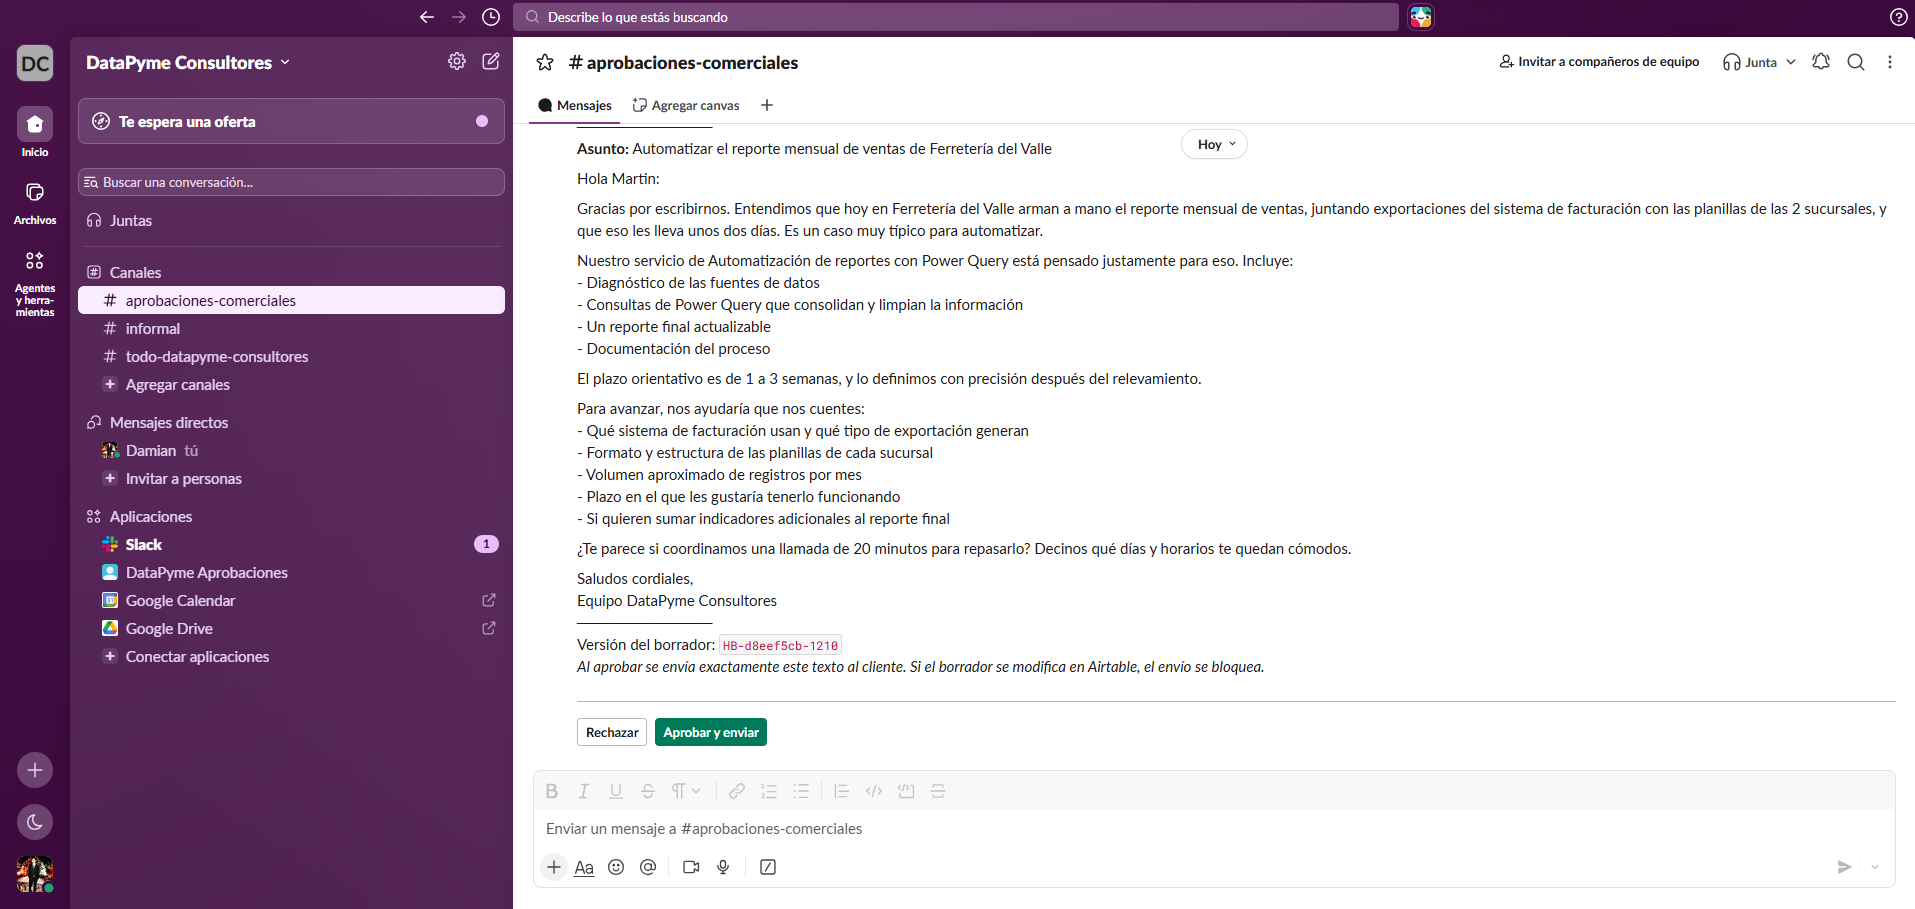 Describe lo que estás buscando
DC
DataPyme Consultores
Te espera una oferta
Inicio
Buscar una conversación...
Archivos
Juntas
Agentes
y herra-
mientas
Canales
# aprobaciones-comerciales
# informal
# todo-datapyme-consultores
+ Agregar canales
Mensajes directos
Damian tú
+ Invitar a personas
Aplicaciones
Slack 1
DataPyme Aprobaciones
Google Calendar
Google Drive
+ Conectar aplicaciones
# aprobaciones-comerciales
Invitar a compañeros de equipo
Junta
Mensajes
Agregar canvas
Hoy
Asunto: Automatizar el reporte mensual de ventas de Ferretería del Valle
Hola Martin:
Gracias por escribirnos. Entendimos que hoy en Ferretería del Valle arman a mano el reporte mensual de ventas, juntando exportaciones del sistema de facturación con las planillas de las 2 sucursales, y
que eso les lleva unos dos días. Es un caso muy típico para automatizar.
Nuestro servicio de Automatización de reportes con Power Query está pensado justamente para eso. Incluye:
- Diagnóstico de las fuentes de datos
- Consultas de Power Query que consolidan y limpian la información
- Un reporte final actualizable
- Documentación del proceso
El plazo orientativo es de 1 a 3 semanas, y lo definimos con precisión después del relevamiento.
Para avanzar, nos ayudaría que nos cuentes:
- Qué sistema de facturación usan y qué tipo de exportación generan
- Formato y estructura de las planillas de cada sucursal
- Volumen aproximado de registros por mes
- Plazo en el que les gustaría tenerlo funcionando
- Si quieren sumar indicadores adicionales al reporte final
¿Te parece si coordinamos una llamada de 20 minutos para repasarlo? Decinos qué días y horarios te quedan cómodos.
Saludos cordiales,
Equipo DataPyme Consultores
Versión del borrador: HB-d8eef5cb-1210
Al aprobar se envía exactamente este texto al cliente. Si el borrador se modifica en Airtable, el envío se bloquea.
Rechazar
Aprobar y enviar
Enviar un mensaje a #aprobaciones-comerciales
Aa